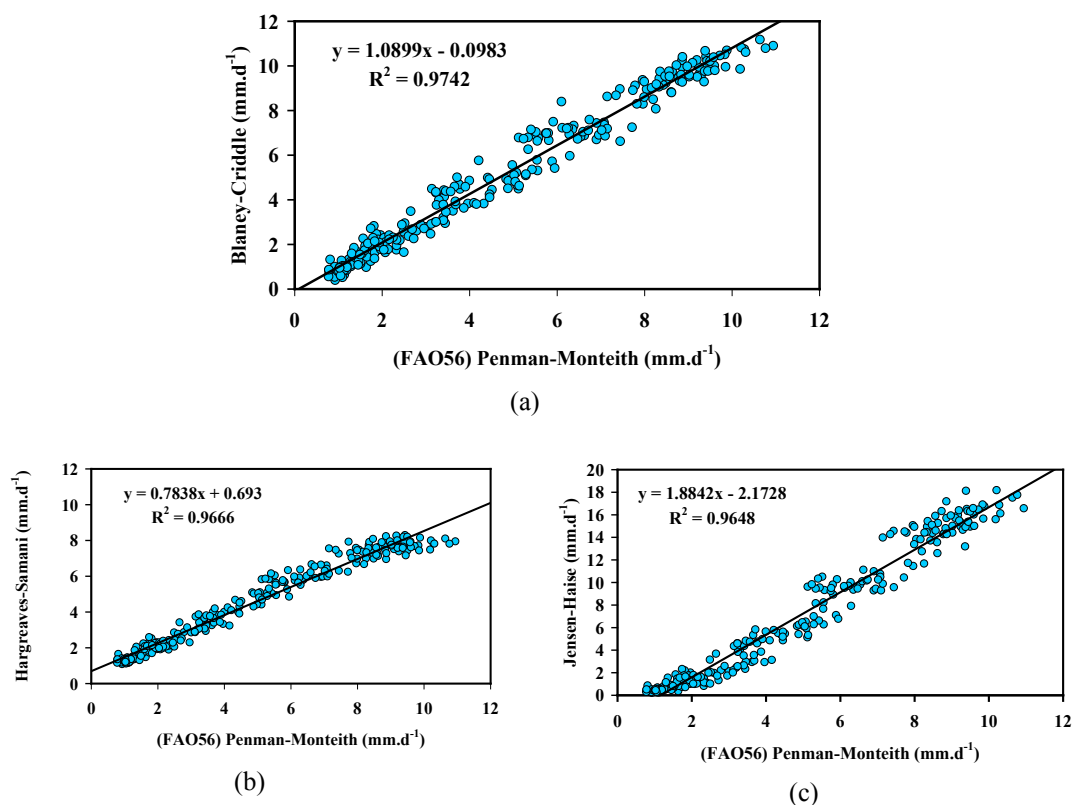 12
10
8
6
4
2
0
Blaney-Criddle (mm.d⁻¹)
y = 1.0899x - 0.0983
R² = 0.9742
0 2 4 6 8 10 12
(FAO56) Penman-Monteith (mm.d⁻¹)
(a)
12
10
8
6
4
2
0
Hargreaves-Samani (mm.d⁻¹)
y = 0.7838x + 0.693
R² = 0.9666
0 2 4 6 8 10 12
(FAO56) Penman-Monteith (mm.d⁻¹)
(b)
20
18
16
14
12
10
8
6
4
2
0
Jensen-Haise (mm.d⁻¹)
y = 1.8842x - 2.1728
R² = 0.9648
0 2 4 6 8 10 12
(FAO56) Penman-Monteith (mm.d⁻¹)
(c)